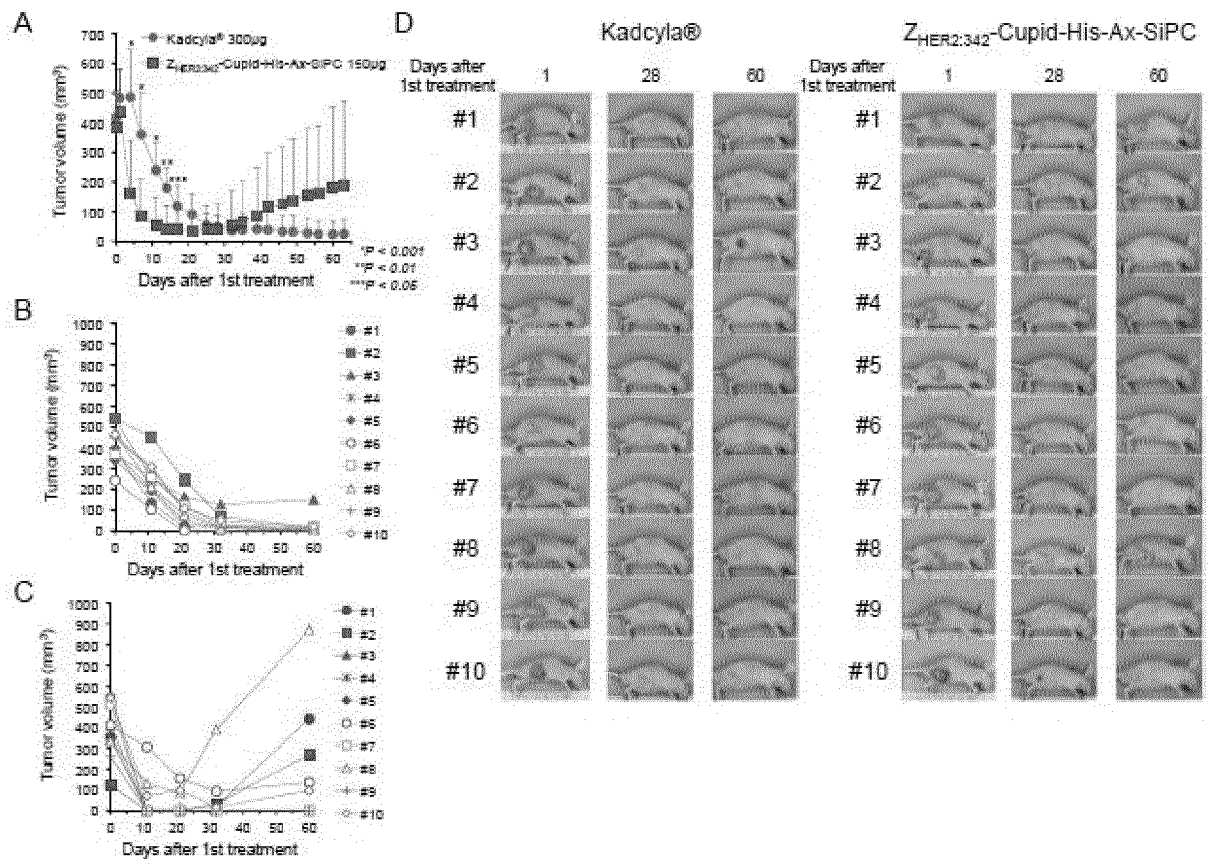 A
700
600
500
400
300
200
100
0
Tumor volume (mm³)
Kadcyla® 300µg
Z_HER2:342-Cupid-His-Ax-SiPC 150µg
*
*
*
*
**
***
0 10 20 30 40 50 60
Days after 1st treatment
*P < 0.001
**P < 0.01
***P < 0.05
B
1000
900
800
700
600
500
400
300
200
100
0
Tumor volume (mm³)
0 10 20 30 40 50 60
Days after 1st treatment
#1
#2
#3
#4
#5
#6
#7
#8
#9
#10
C
1000
900
800
700
600
500
400
300
200
100
0
Tumor volume (mm³)
0 10 20 30 40 50 60
Days after 1st treatment
#1
#2
#3
#4
#5
#6
#7
#8
#9
#10
D
Kadcyla®
Days after
1st treatment
1 28 60
#1
#2
#3
#4
#5
#6
#7
#8
#9
#10
Z_HER2:342-Cupid-His-Ax-SiPC
Days after
1st treatment
1 28 60
#1
#2
#3
#4
#5
#6
#7
#8
#9
#10